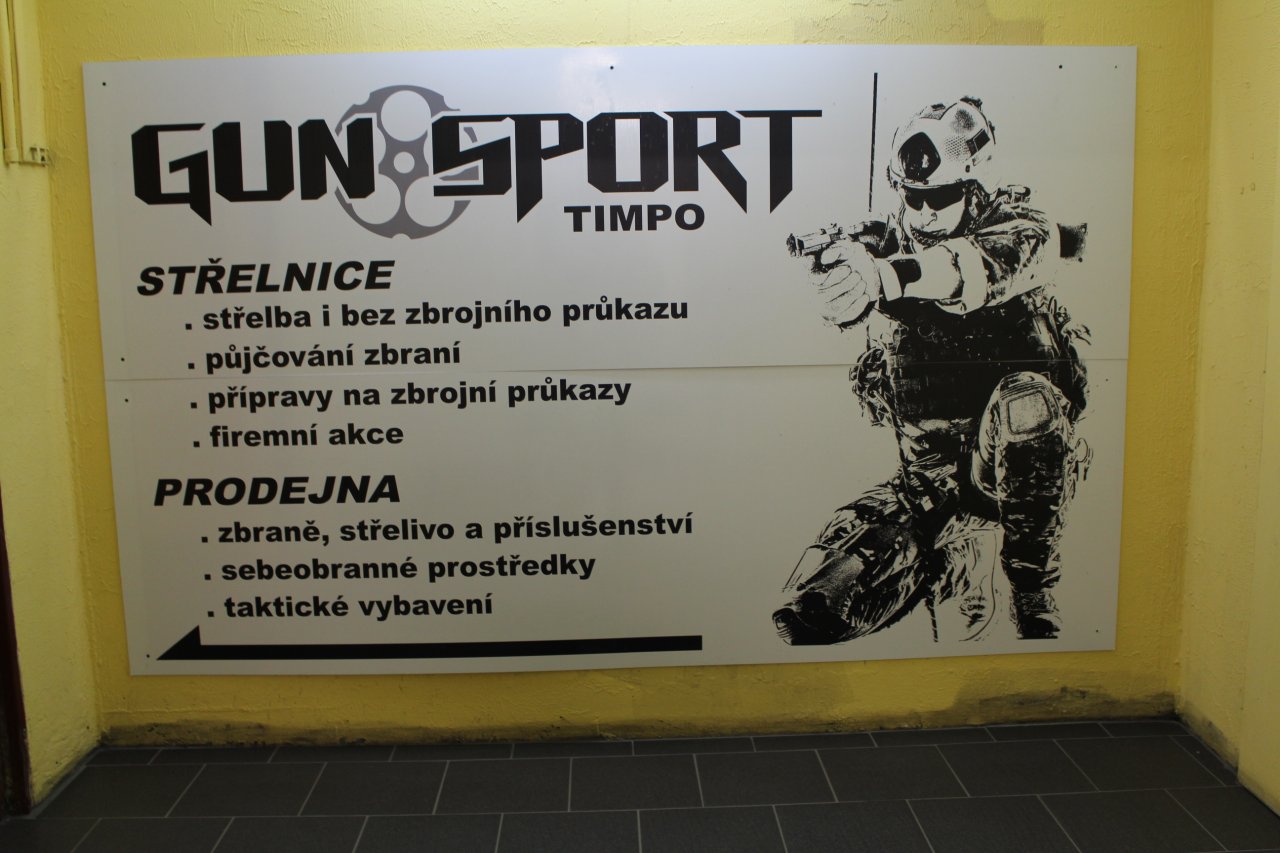 GUN SPORT
TIMPO
STŘELNICE
. střelba i bez zbrojního průkazu
. půjčování zbraní
. přípravy na zbrojní průkazy
. firemní akce
PRODEJNA
. zbraně, střelivo a příslušenství
. sebeobranné prostředky
. taktické vybavení